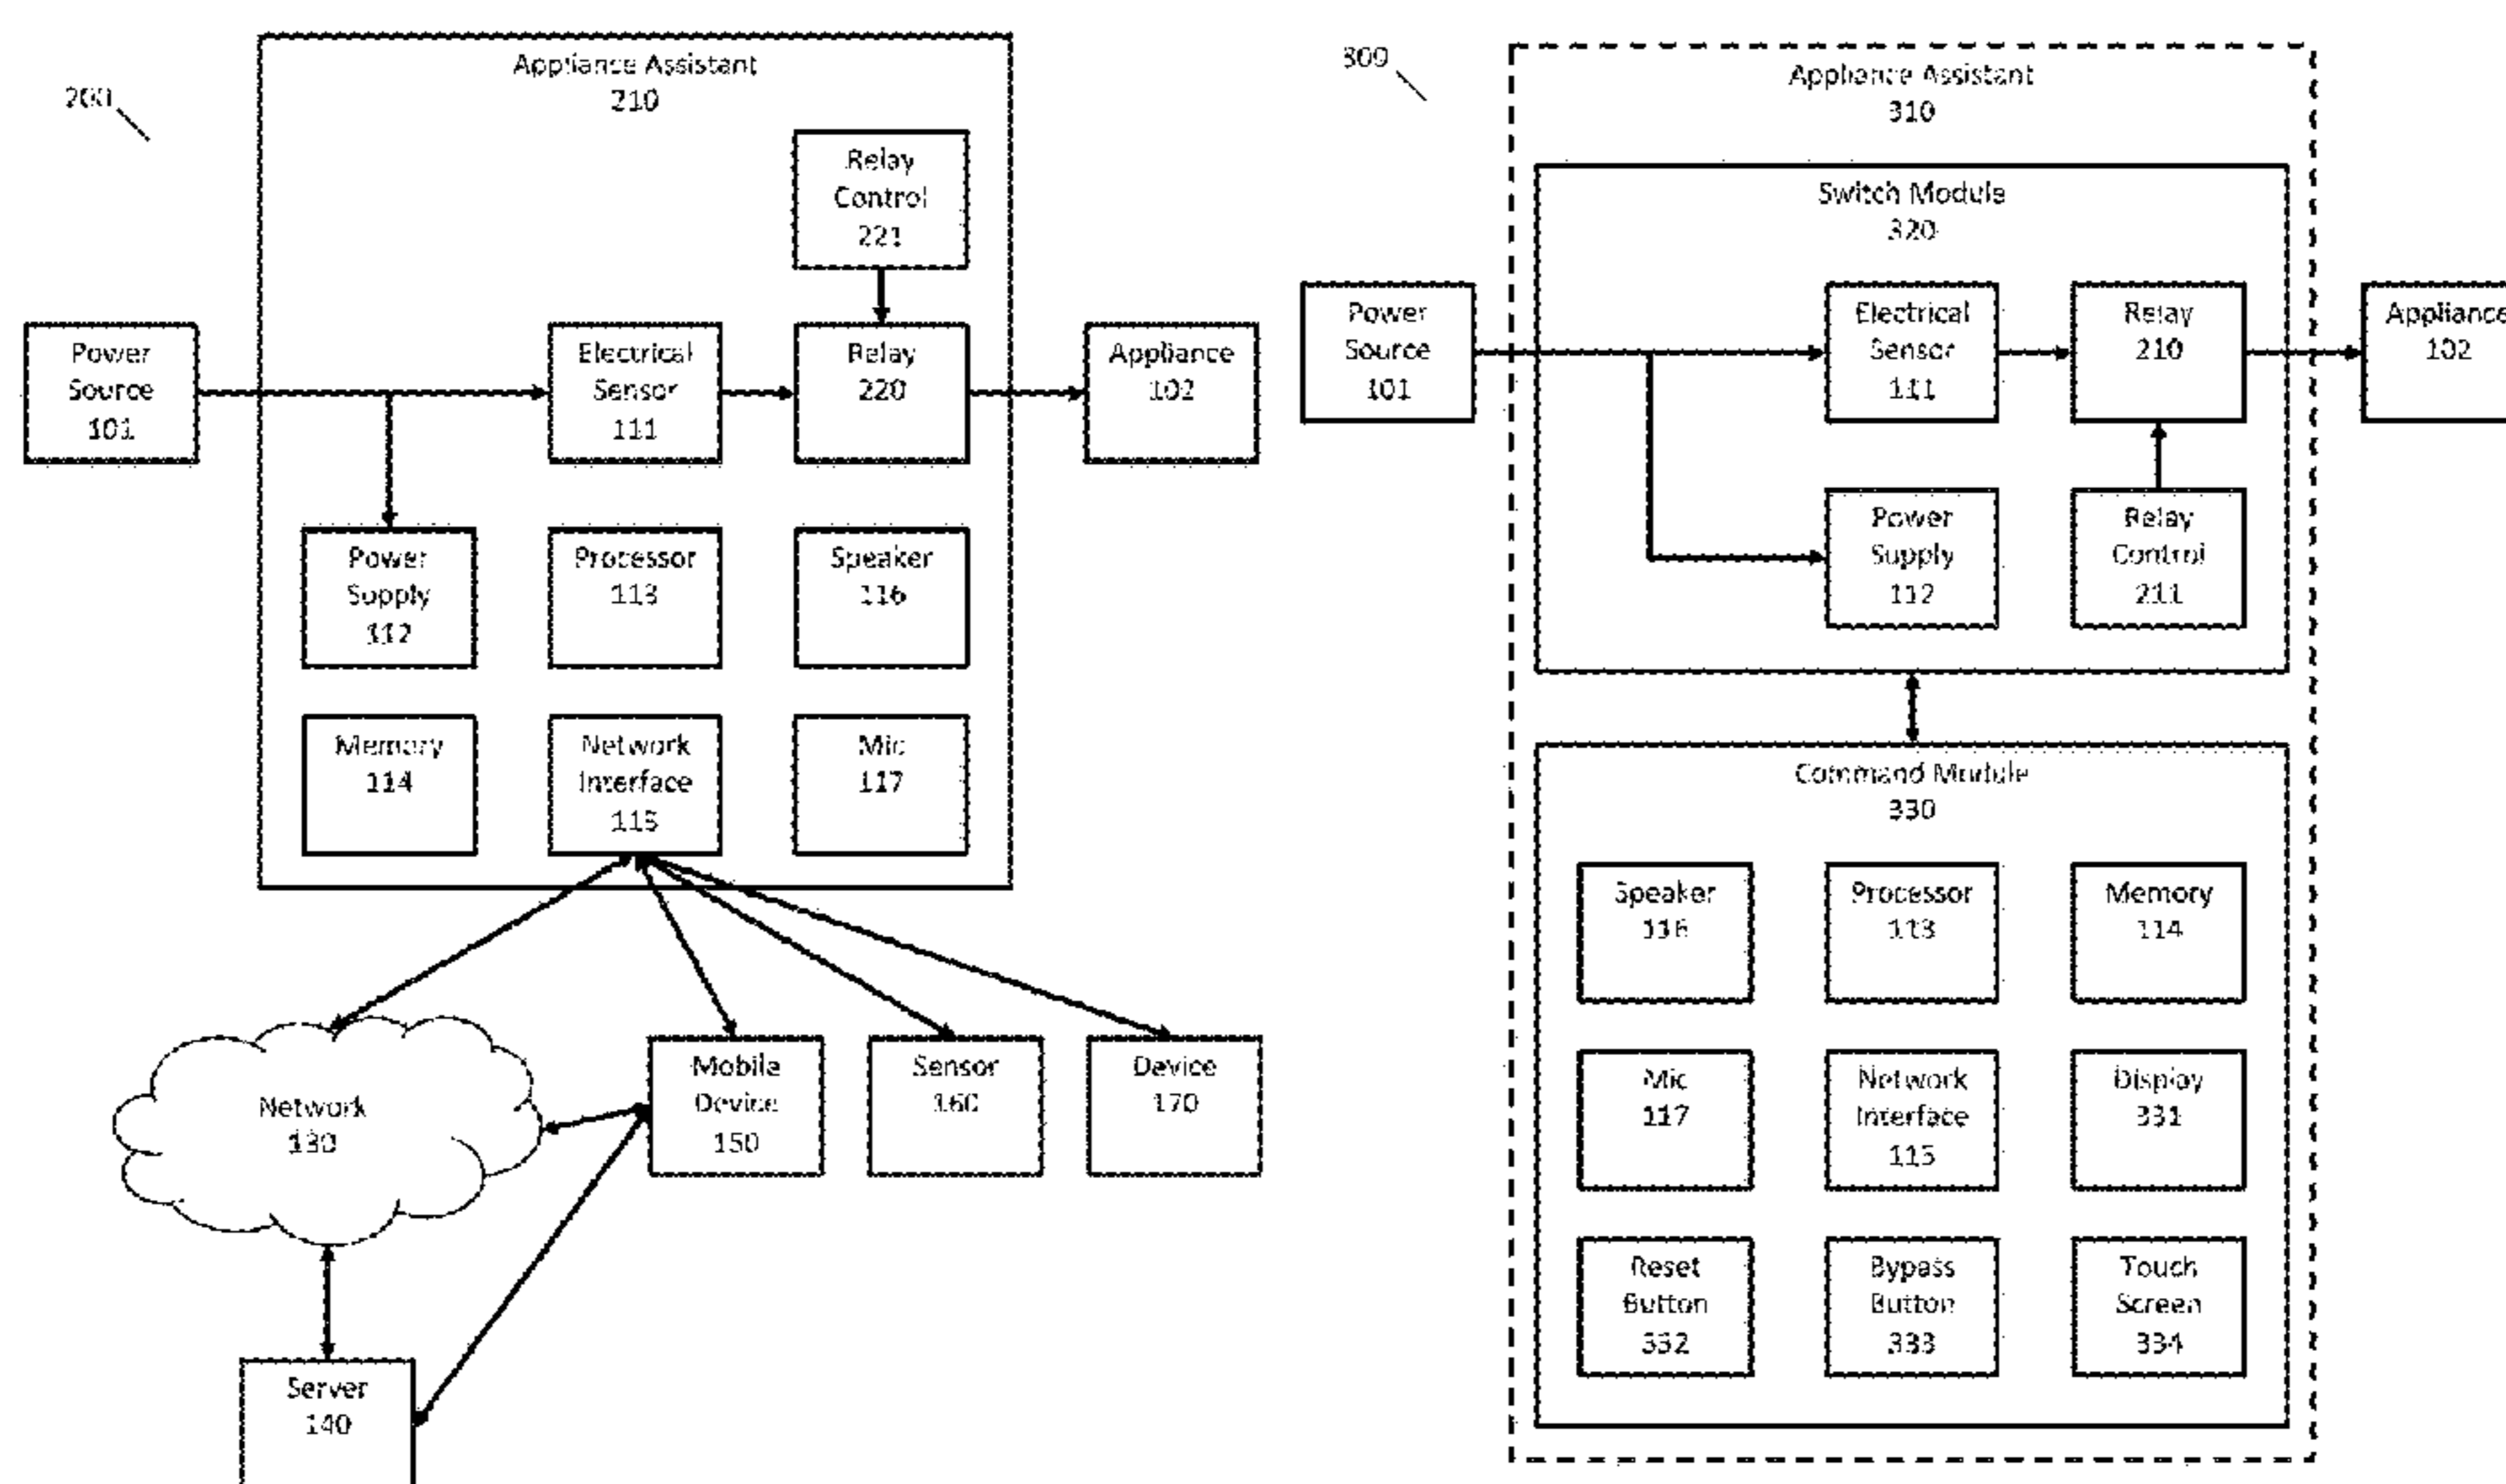 200
Appliance Assistant
210
Relay
Control
221
Power
Source
101
Electrical
Sensor
111
Relay
220
Appliance
102
Power
Supply
112
Processor
113
Speaker
116
Memory
114
Network
Interface
115
Mic
117
Network
130
Mobile
Device
150
Sensor
160
Device
170
Server
140
309
Appliance Assistant
310
Switch Module
320
Power
Source
101
Electrical
Sensor
111
Relay
210
Appliance
102
Power
Supply
112
Relay
Control
211
Command Module
330
Speaker
116
Processor
113
Memory
114
Mic
117
Network
Interface
115
Display
331
Reset
Button
332
Bypass
Button
333
Touch
Screen
334